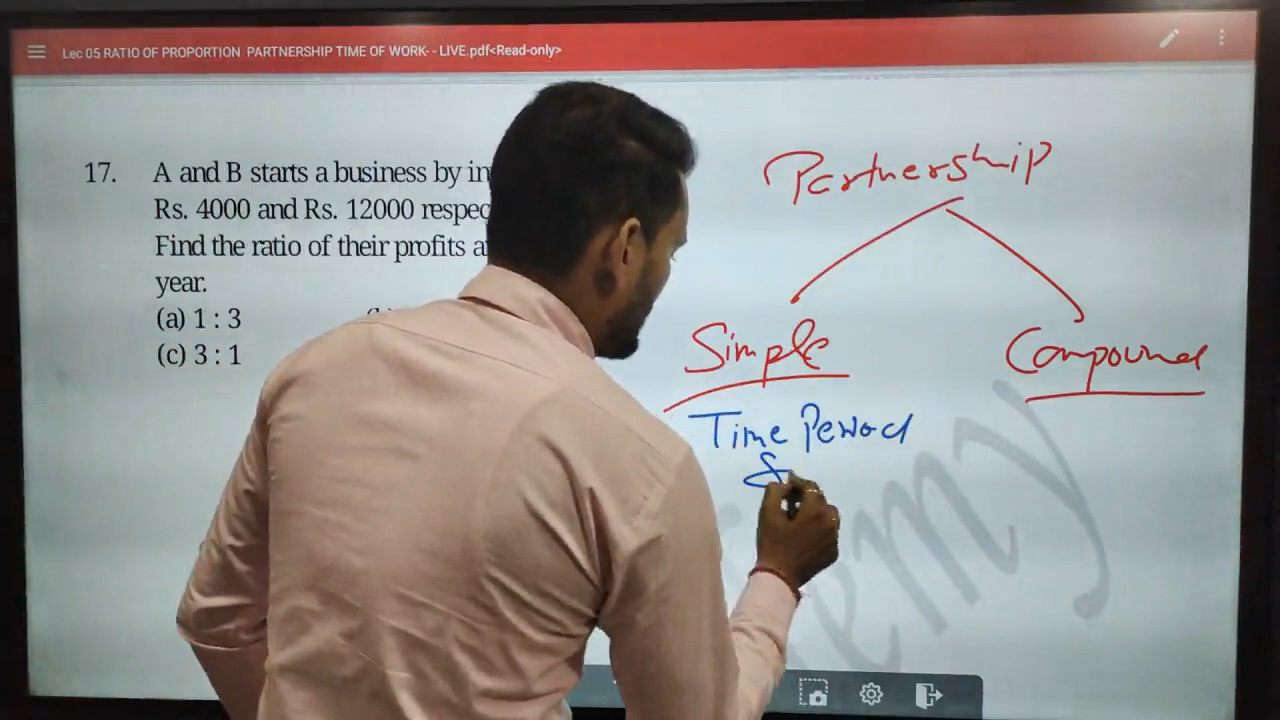 Lec 05 RATIO OF PROPORTION PARTNERSHIP TIME OF WORK- - LIVE.pdf<Read-only>
17. A and B starts a business by in
Rs. 4000 and Rs. 12000 respec
Find the ratio of their profits a
year.
(a) 1 : 3
(c) 3 : 1
Partnership
Simple
Compound
Time Period